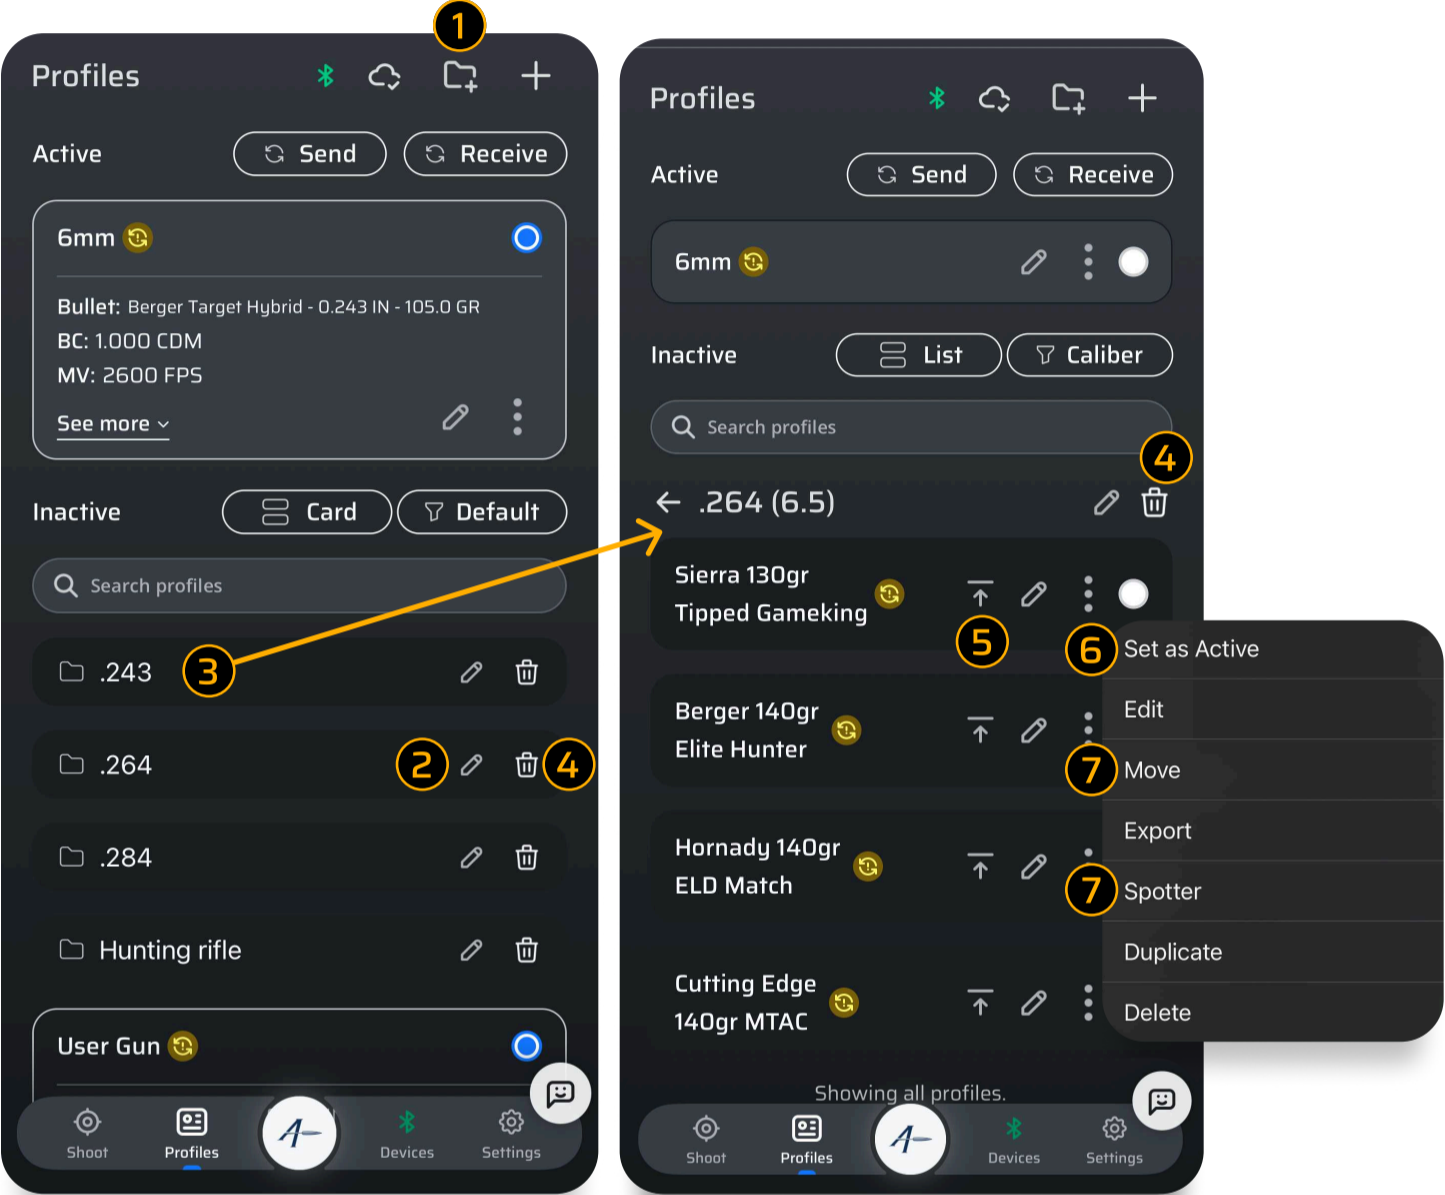 1
Profiles
Active
Send
Receive
6mm
Bullet: Berger Target Hybrid - 0.243 IN - 105.0 GR
BC: 1.000 CDM
MV: 2600 FPS
See more
Inactive
Card
Default
Search profiles
.243
3
.264
2
4
.284
Hunting rifle
User Gun
Shoot
Profiles
A
Devices
Settings
Profiles
Active
Send
Receive
6mm
Inactive
List
Caliber
Search profiles
4
.264 (6.5)
Sierra 130gr
Tipped Gameking
5
Berger 140gr
Elite Hunter
Hornady 140gr
ELD Match
Cutting Edge
140gr MTAC
6
Set as Active
Edit
7
Move
Export
7
Spotter
Duplicate
Delete
Showing all profiles.
Shoot
Profiles
A
Devices
Settings